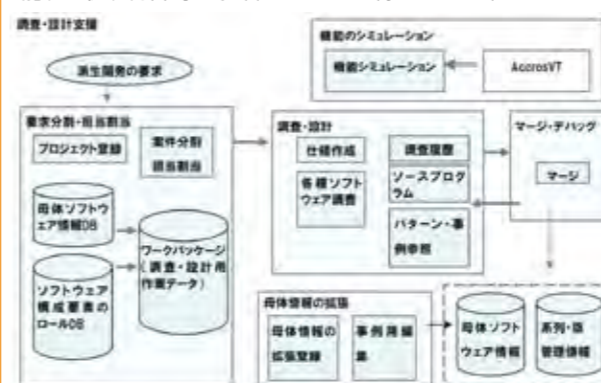 調査・設計支援
派生開発の要求
要求分割・担当割当
プロジェクト登録
案件分割
担当割当
母体ソフトウ
ェア情報DB
ソフトウェア
構成要素の
ロールDB
ワークパッケージ
(調査・設計用
作業データ)
機能のシミュレーション
機能シミュレーション
AccrosVT
調査・設計
仕様作成
各種ソフト
ウェア調査
調査履歴
ソースプログ
ラム
パターン・事
例参照
マージ・デバッグ
マージ
母体情報の拡張
母体情報の
拡張登録
事例用編
集
母体ソフト
ウェア情報
系列・版
管理情報